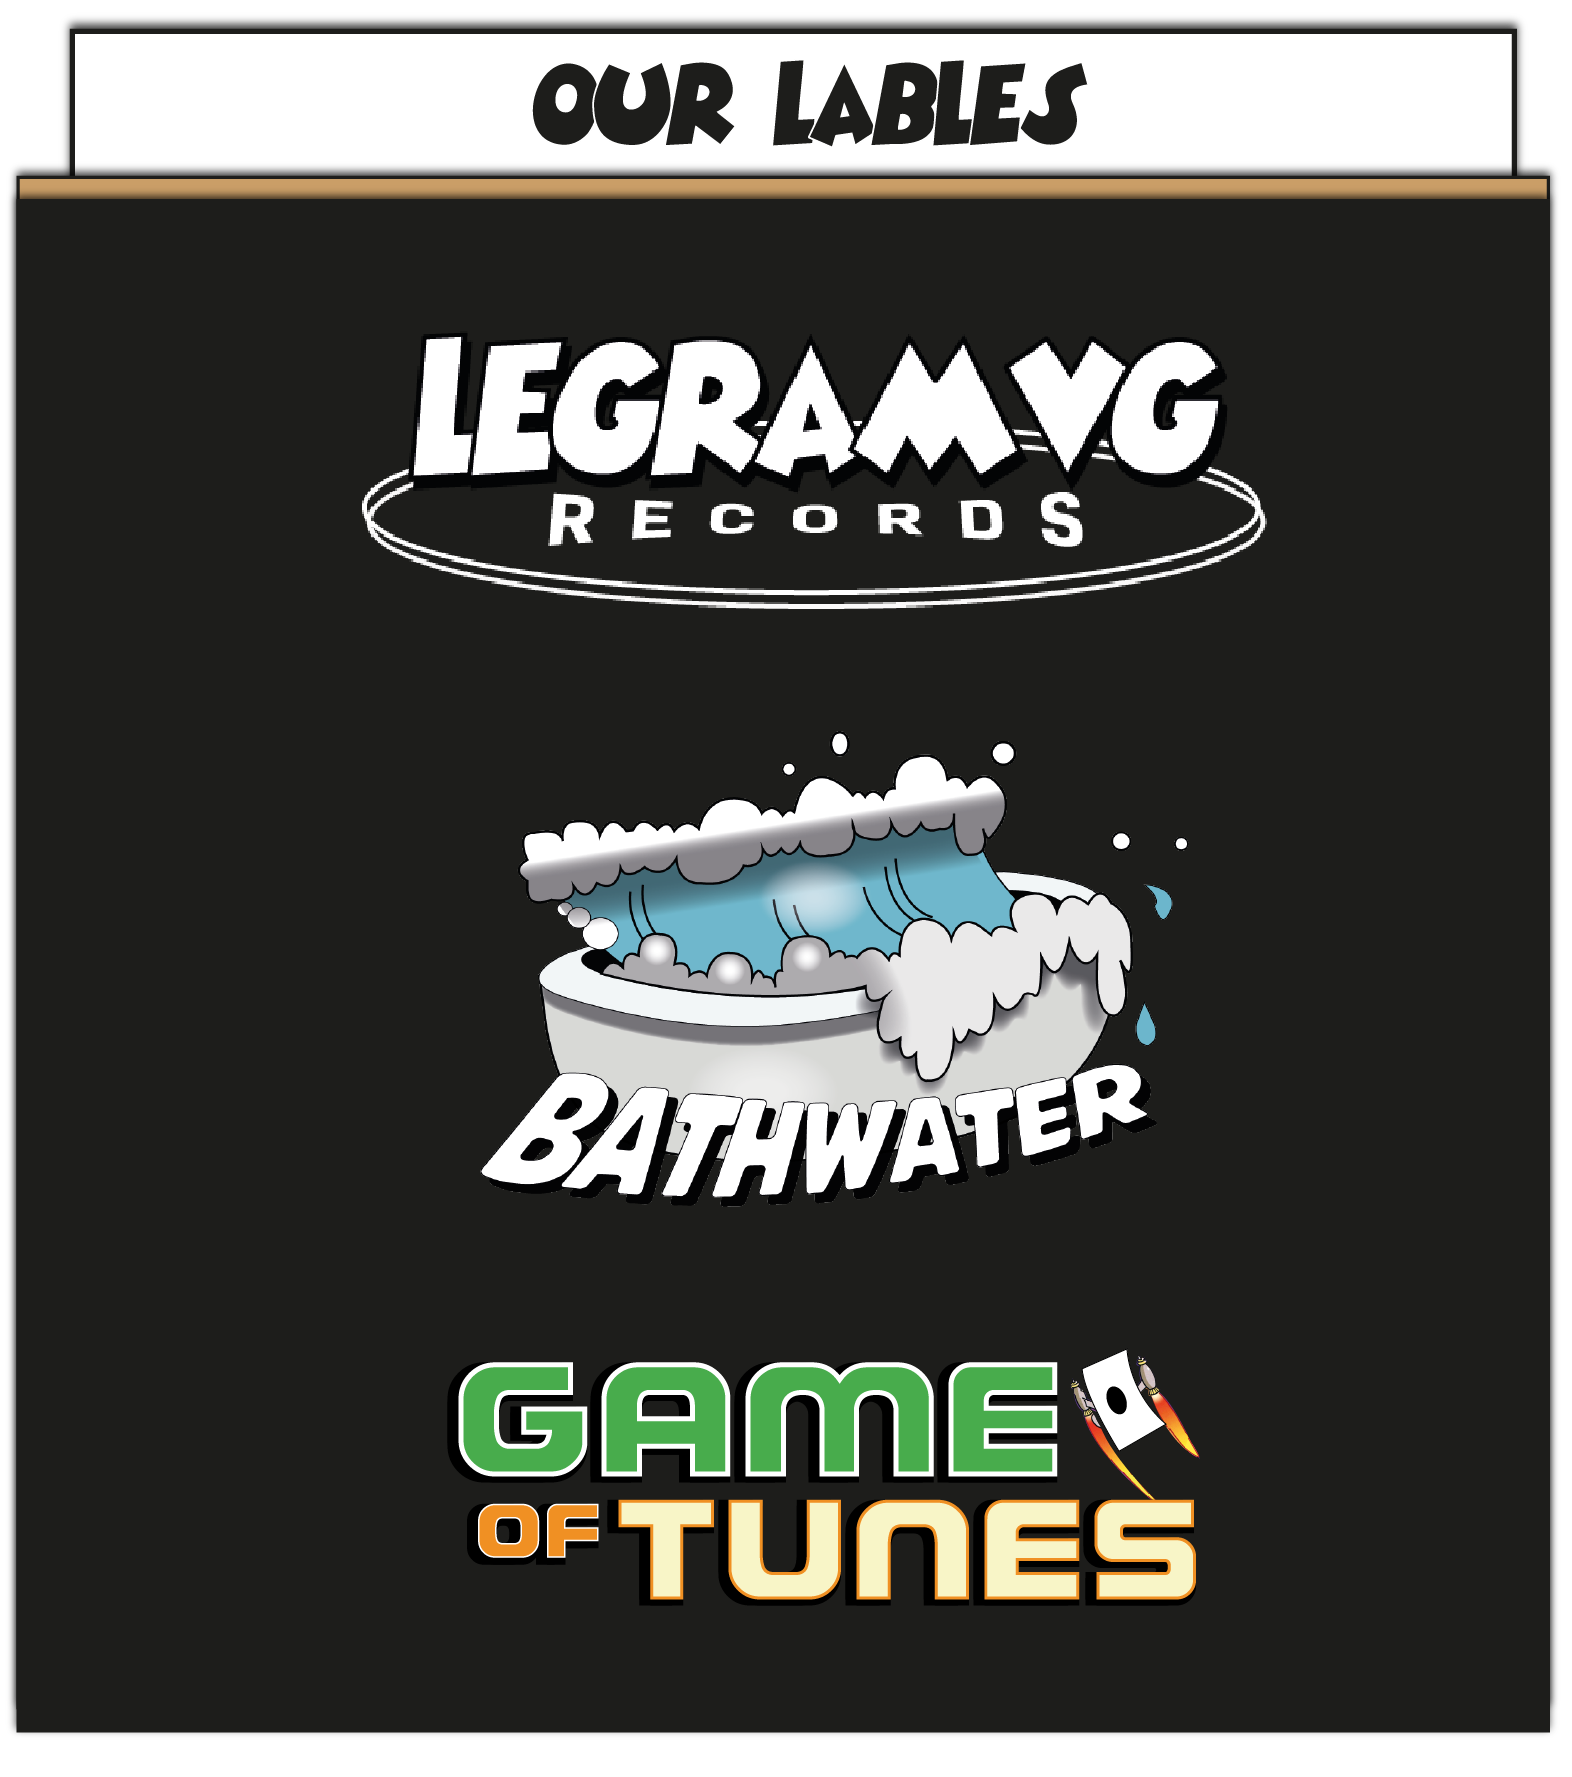 OUR LABLES
LEGRAMVG
RECORDS
BATHWATER
GAME
OF TUNES